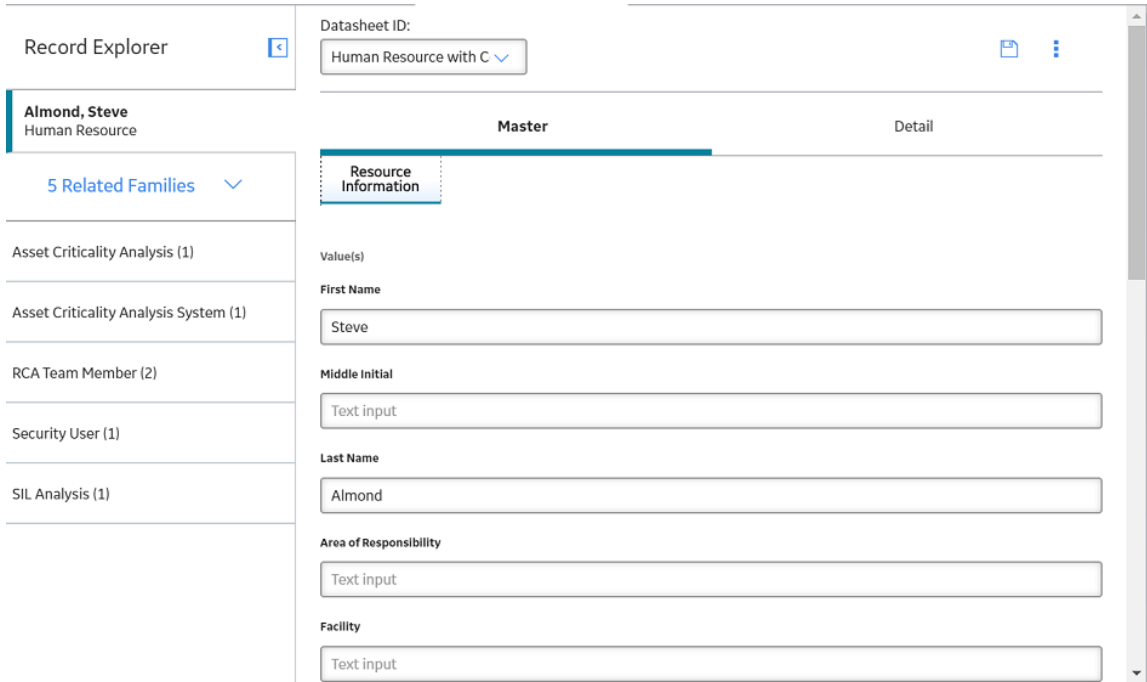 Record Explorer
Almond, Steve
Human Resource
5 Related Families
Asset Criticality Analysis (1)
Asset Criticality Analysis System (1)
RCA Team Member (2)
Security User (1)
SIL Analysis (1)
Datasheet ID:
Human Resource with C
Master
Detail
Resource
Information
Value(s)
First Name
Steve
Middle Initial
Text input
Last Name
Almond
Area of Responsibility
Text input
Facility
Text input